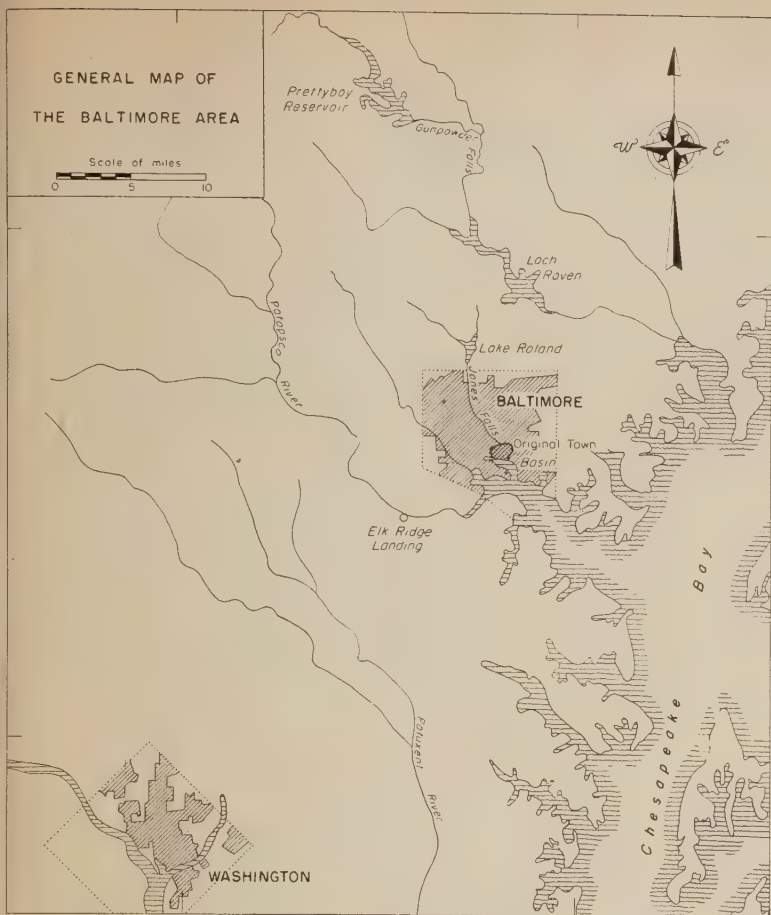 GENERAL MAP OF
THE BALTIMORE AREA
Scale of miles
0 5 10
Prettyboy
Reservoir
Gunpowder
Falls
W E
Loch
Raven
Patapsco
River
Lake Roland
Jones
Falls
BALTIMORE
Original Town
Basin
Elk Ridge
Landing
Chesapeake
Bay
Patuxent
River
WASHINGTON